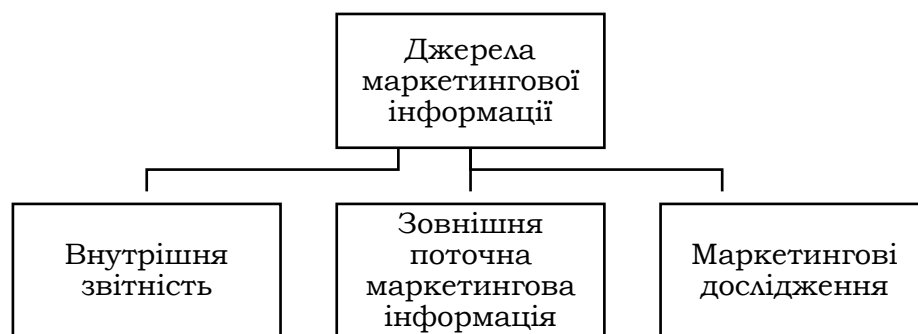 Джерела
маркетингової
інформації
Внутрішня
звітність
Зовнішня
поточна
маркетингова
інформація
Маркетингові
дослідження